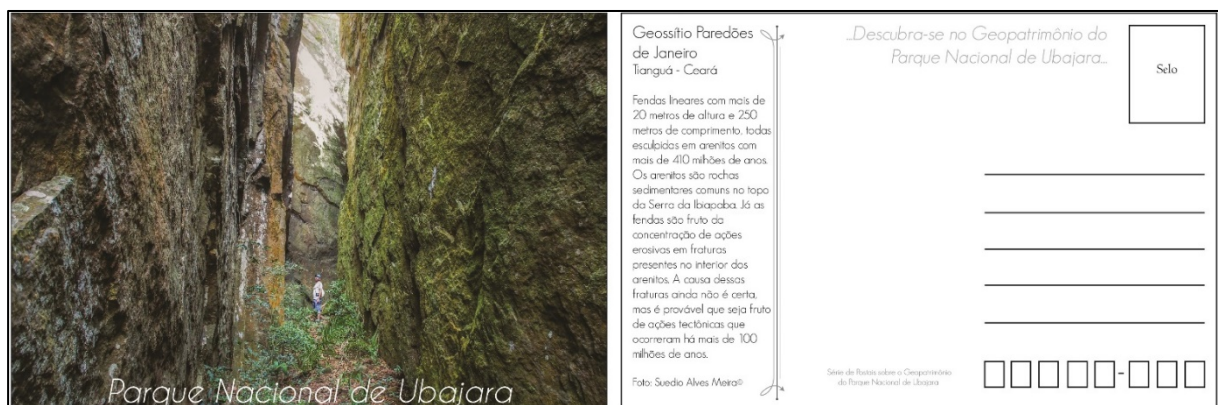 Parque Nacional de Ubajara
Geossítio Paredões
de Janeiro
Tianguá - Ceará
Fendas lineares com mais de
20 metros de altura e 250
metros de comprimento, todas
esculpidas em arenitos com
mais de 410 milhões de anos.
Os arenitos são rochas
sedimentares comuns no topo
da Serra da Ibiapaba. Já as
fendas são fruto da
concentração de ações
erosivas em fraturas
presentes no interior dos
arenitos. A causa dessas
fraturas ainda não é certa,
mas é provável que seja fruto
de ações tectônicas que
ocorreram há mais de 100
milhões de anos.
Foto: Suedio Alves Meira©
...Descubra-se no Geopatrimônio do
Parque Nacional de Ubajara...
Selo
Série de Postais sobre o Geopatrimônio
do Parque Nacional de Ubajara